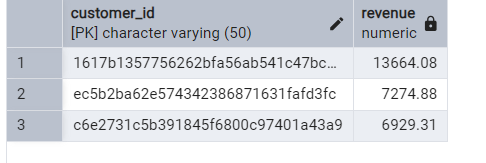 customer_id revenue
[PK] character varying (50) numeric
1 1617b1357756262bfa56ab541c47bc... 13664.08
2 ec5b2ba62e574342386871631fafd3fc 7274.88
3 c6e2731c5b391845f6800c97401a43a9 6929.31